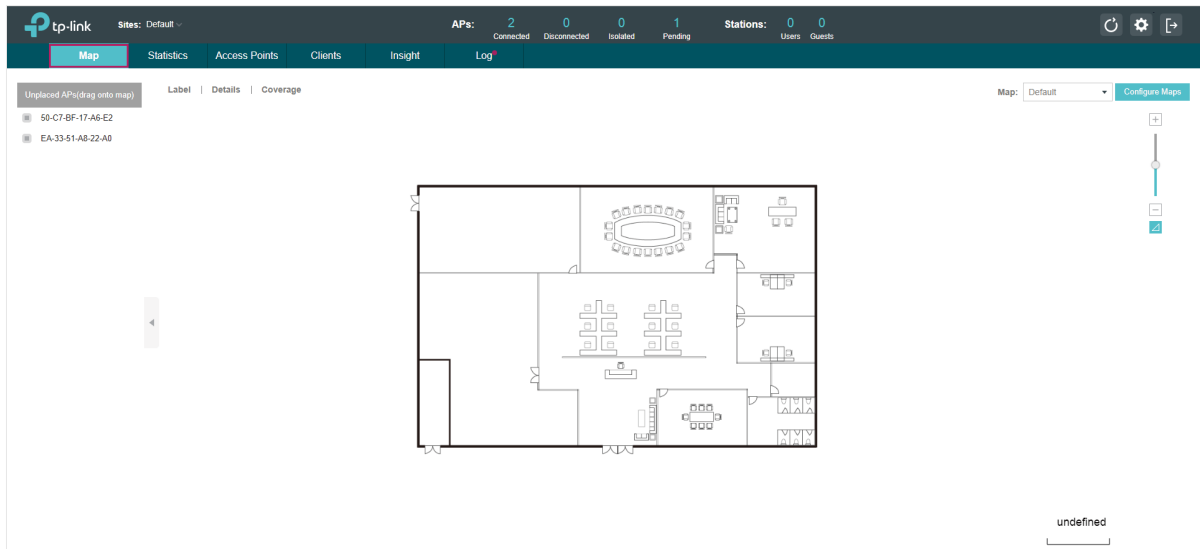 tp-link Sites: Default APs: 2 0 0 1 Stations: 0 0
Connected Disconnected Isolated Pending Users Guests
Map Statistics Access Points Clients Insight Log
Unplaced APs(drag onto map) Label | Details | Coverage Map: Default Configure Maps
50-C7-BF-17-A6-E2
EA-33-51-A8-22-A0
undefined